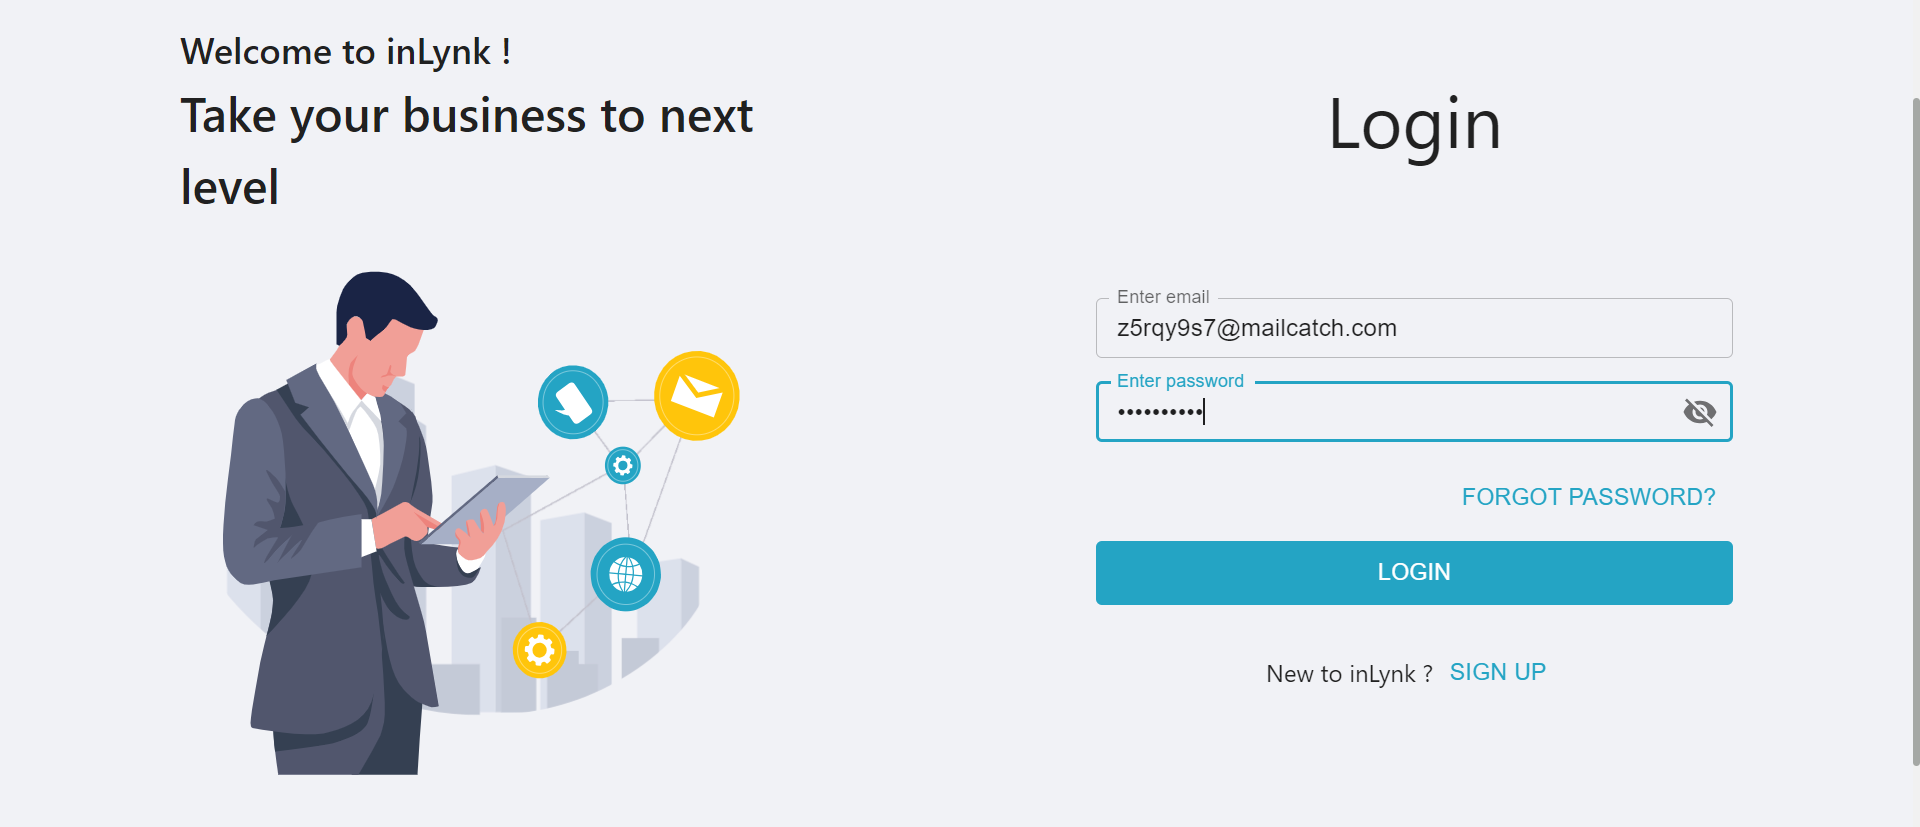 Welcome to inLynk !
Take your business to next
level
Login
Enter email
z5rqy9s7@mailcatch.com
Enter password
••••••••••
FORGOT PASSWORD?
LOGIN
New to inLynk ? SIGN UP